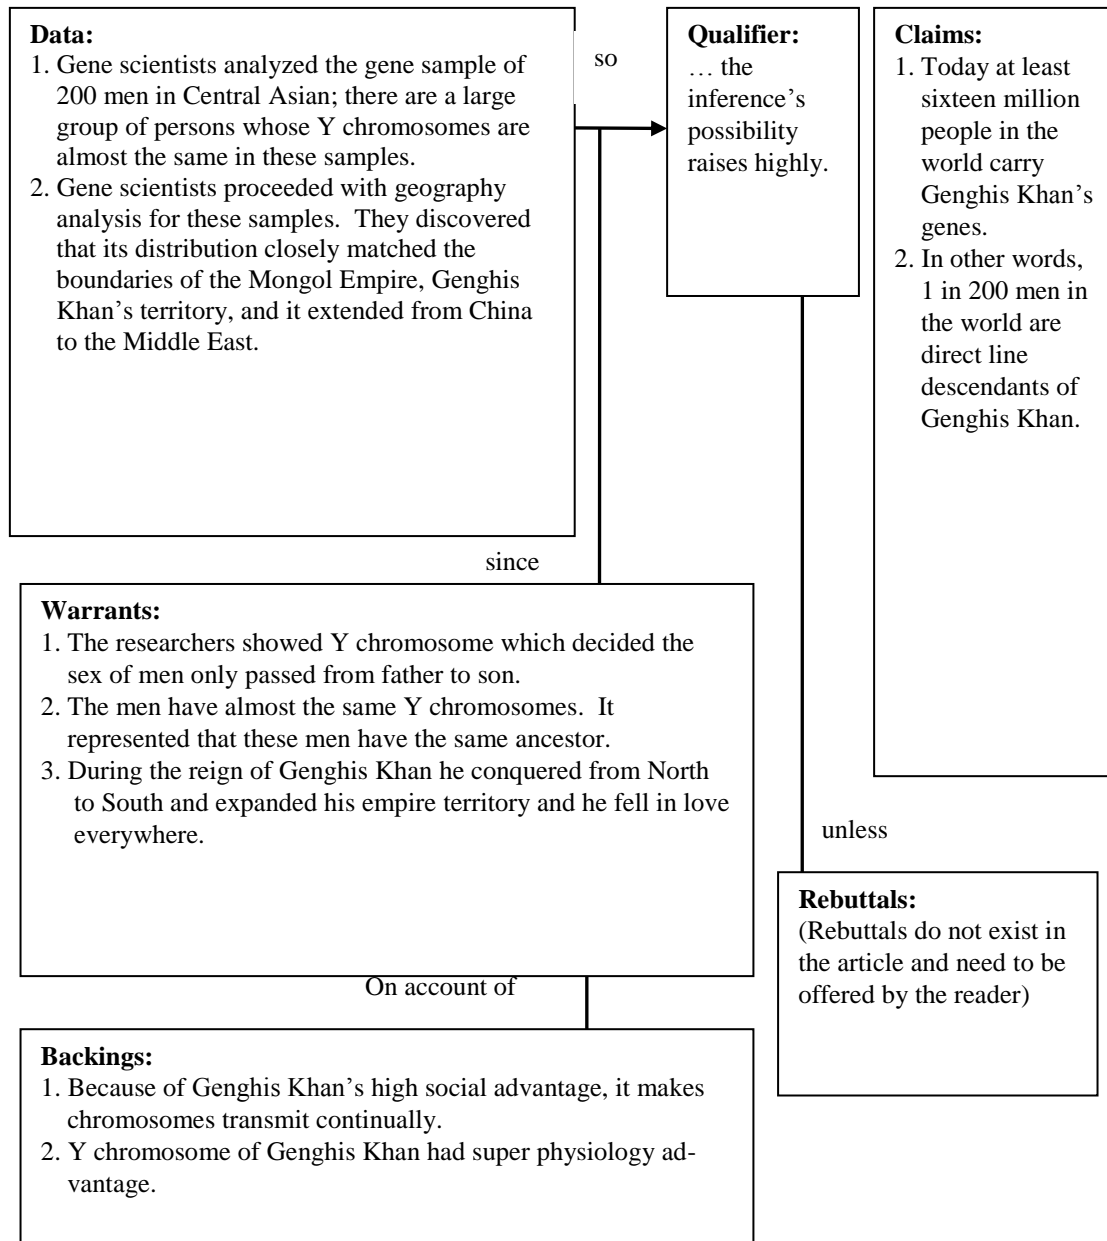 Data:
1. Gene scientists analyzed the gene sample of
200 men in Central Asian; there are a large
group of persons whose Y chromosomes are
almost the same in these samples.
2. Gene scientists proceeded with geography
analysis for these samples.  They discovered
that its distribution closely matched the
boundaries of the Mongol Empire, Genghis
Khan’s territory, and it extended from China
to the Middle East.
so
Qualifier:
… the
inference’s
possibility
raises highly.
Claims:
1. Today at least
sixteen million
people in the
world carry
Genghis Khan’s
genes.
2. In other words,
1 in 200 men in
the world are
direct line
descendants of
Genghis Khan.
since
Warrants:
1. The researchers showed Y chromosome which decided the
sex of men only passed from father to son.
2. The men have almost the same Y chromosomes.  It
represented that these men have the same ancestor.
3. During the reign of Genghis Khan he conquered from North
to South and expanded his empire territory and he fell in love
everywhere.
unless
Rebuttals:
(Rebuttals do not exist in
the article and need to be
offered by the reader)
On account of
Backings:
1. Because of Genghis Khan’s high social advantage, it makes
chromosomes transmit continually.
2. Y chromosome of Genghis Khan had super physiology ad-
vantage.